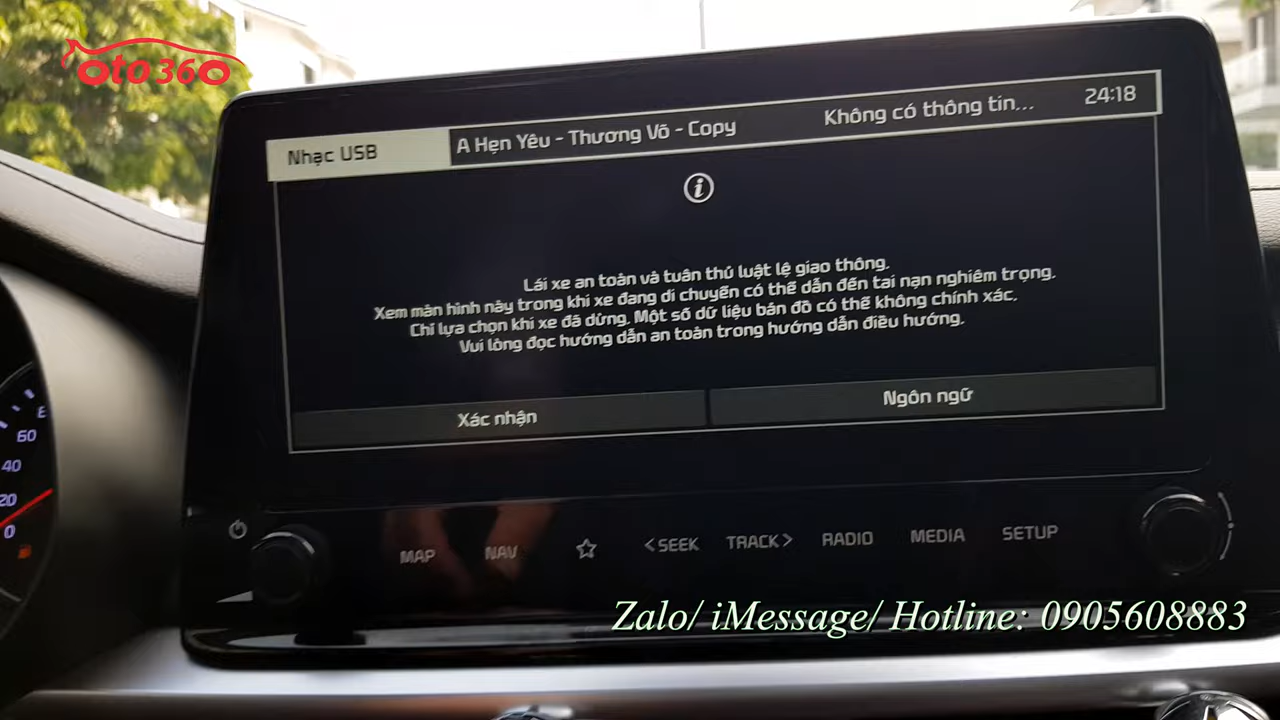 oto360
Nhạc USB
A Hẹn Yêu - Thương Võ - Copy
Không có thông tin...
24:18
Lái xe an toàn và tuân thủ luật lệ giao thông.
Xem màn hình này trong khi xe đang di chuyển có thể dẫn đến tai nạn nghiêm trọng.
Chỉ lựa chọn khi xe đã dừng. Một số dữ liệu bản đồ có thể không chính xác.
Vui lòng đọc hướng dẫn an toàn trong hướng dẫn điều hướng.
Xác nhận
Ngôn ngữ
E
60
40
20
0
MAP
NAV
<SEEK
TRACK>
RADIO
MEDIA
SETUP
Zalo/ iMessage/ Hotline: 0905608883